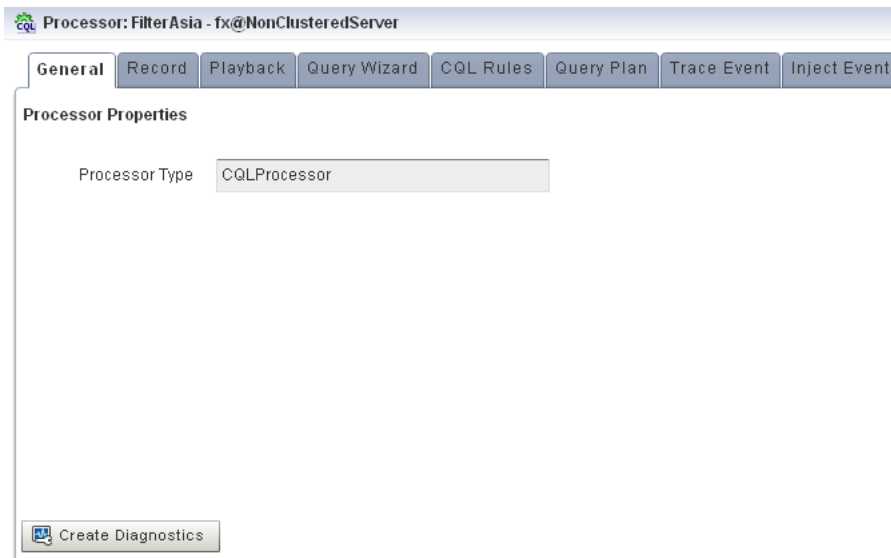 CQL Processor: FilterAsia - fx@NonClusteredServer
General Record Playback Query Wizard CQL Rules Query Plan Trace Event Inject Event
Processor Properties
Processor Type CQLProcessor
Create Diagnostics